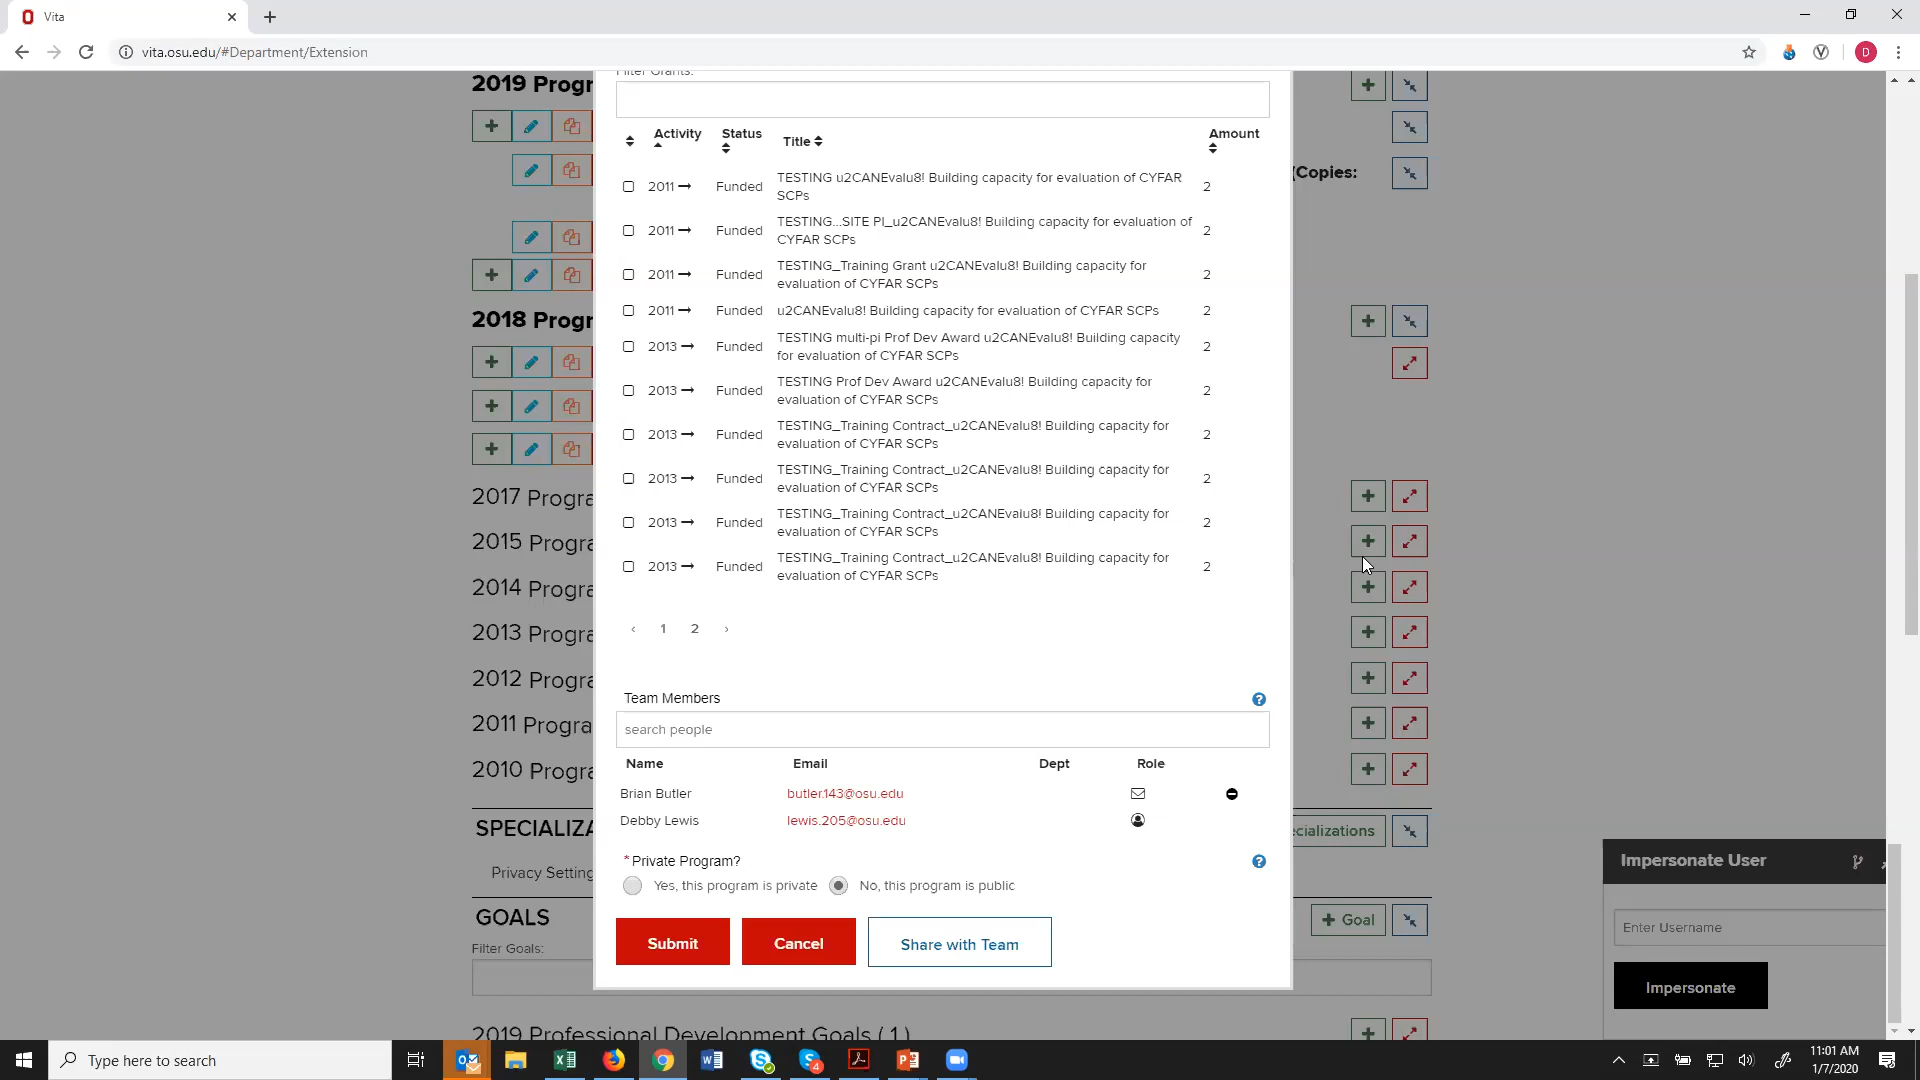 Vita
vita.osu.edu/#Department/Extension
D
2019 Progr
Filter Grants:
Activity Status Title Amount
2011 Funded TESTING u2CANEvalu8! Building capacity for evaluation of CYFAR SCPs 2
2011 Funded TESTING...SITE PI_u2CANEvalu8! Building capacity for evaluation of CYFAR SCPs 2
2011 Funded TESTING_Training Grant u2CANEvalu8! Building capacity for evaluation of CYFAR SCPs 2
2011 Funded u2CANEvalu8! Building capacity for evaluation of CYFAR SCPs 2
2013 Funded TESTING multi-pi Prof Dev Award u2CANEvalu8! Building capacity for evaluation of CYFAR SCPs 2
2013 Funded TESTING Prof Dev Award u2CANEvalu8! Building capacity for evaluation of CYFAR SCPs 2
2013 Funded TESTING_Training Contract_u2CANEvalu8! Building capacity for evaluation of CYFAR SCPs 2
2013 Funded TESTING_Training Contract_u2CANEvalu8! Building capacity for evaluation of CYFAR SCPs 2
2013 Funded TESTING_Training Contract_u2CANEvalu8! Building capacity for evaluation of CYFAR SCPs 2
2013 Funded TESTING_Training Contract_u2CANEvalu8! Building capacity for evaluation of CYFAR SCPs 2
‹ 1 2 ›
Team Members
search people
Name Email Dept Role
Brian Butler butler.143@osu.edu
Debby Lewis lewis.205@osu.edu
*Private Program?
Yes, this program is private No, this program is public
Submit Cancel Share with Team
(Copies:
2018 Progr
2017 Progra
2015 Progra
2014 Progra
2013 Progra
2012 Progra
2011 Progra
2010 Progra
SPECIALIZA
ecializations
Privacy Setting
GOALS
+ Goal
Filter Goals:
2019 Professional Development Goals ( 1 )
Impersonate User
Enter Username
Impersonate
Type here to search
4
11:01 AM
1/7/2020